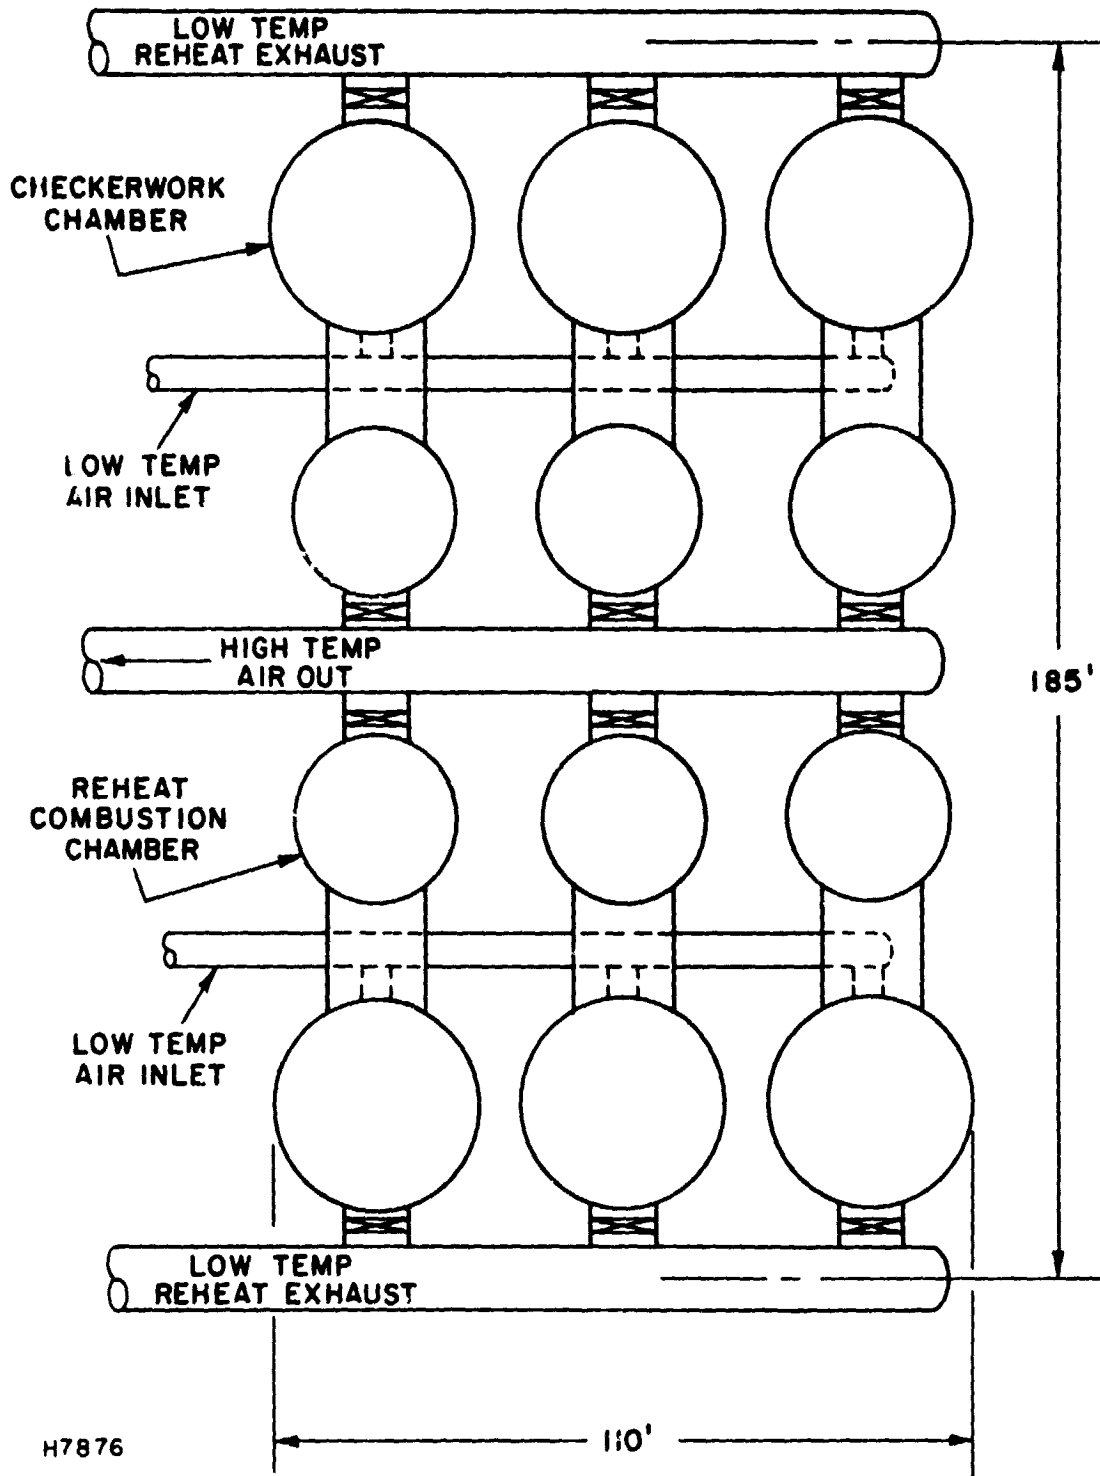 LOW TEMP
REHEAT EXHAUST
CHECKERWORK
CHAMBER
LOW TEMP
AIR INLET
HIGH TEMP
AIR OUT
185'
REHEAT
COMBUSTION
CHAMBER
LOW TEMP
AIR INLET
LOW TEMP
REHEAT EXHAUST
110'
H7876